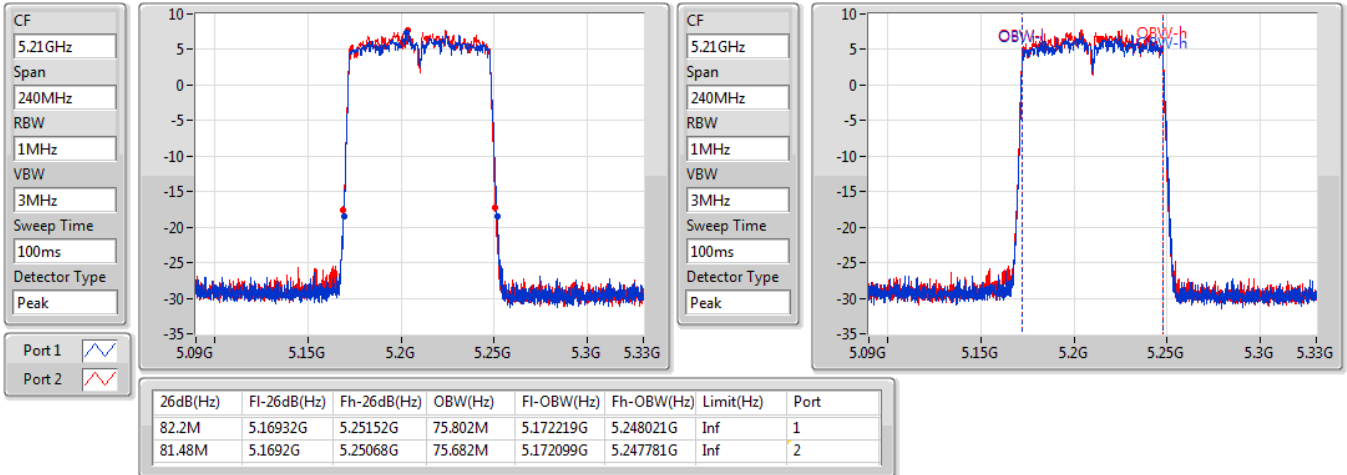 CF
5.21GHz
Span
240MHz
RBW
1MHz
VBW
3MHz
Sweep Time
100ms
Detector Type
Peak
10-
5-
0-
-5-
-10-
-15-
-20-
-25-
-30-
-35-
5.09G 5.15G 5.2G 5.25G 5.3G 5.33G
CF
5.21GHz
Span
240MHz
RBW
1MHz
VBW
3MHz
Sweep Time
100ms
Detector Type
Peak
10-
5-
0-
-5-
-10-
-15-
-20-
-25-
-30-
-35-
OBW-l OBW-h
OBW-h
5.09G 5.15G 5.2G 5.25G 5.3G 5.33G
Port 1
Port 2
26dB(Hz) Fl-26dB(Hz) Fh-26dB(Hz) OBW(Hz) Fl-OBW(Hz) Fh-OBW(Hz) Limit(Hz) Port
82.2M 5.16932G 5.25152G 75.802M 5.172219G 5.248021G Inf 1
81.48M 5.1692G 5.25068G 75.682M 5.172099G 5.247781G Inf 2